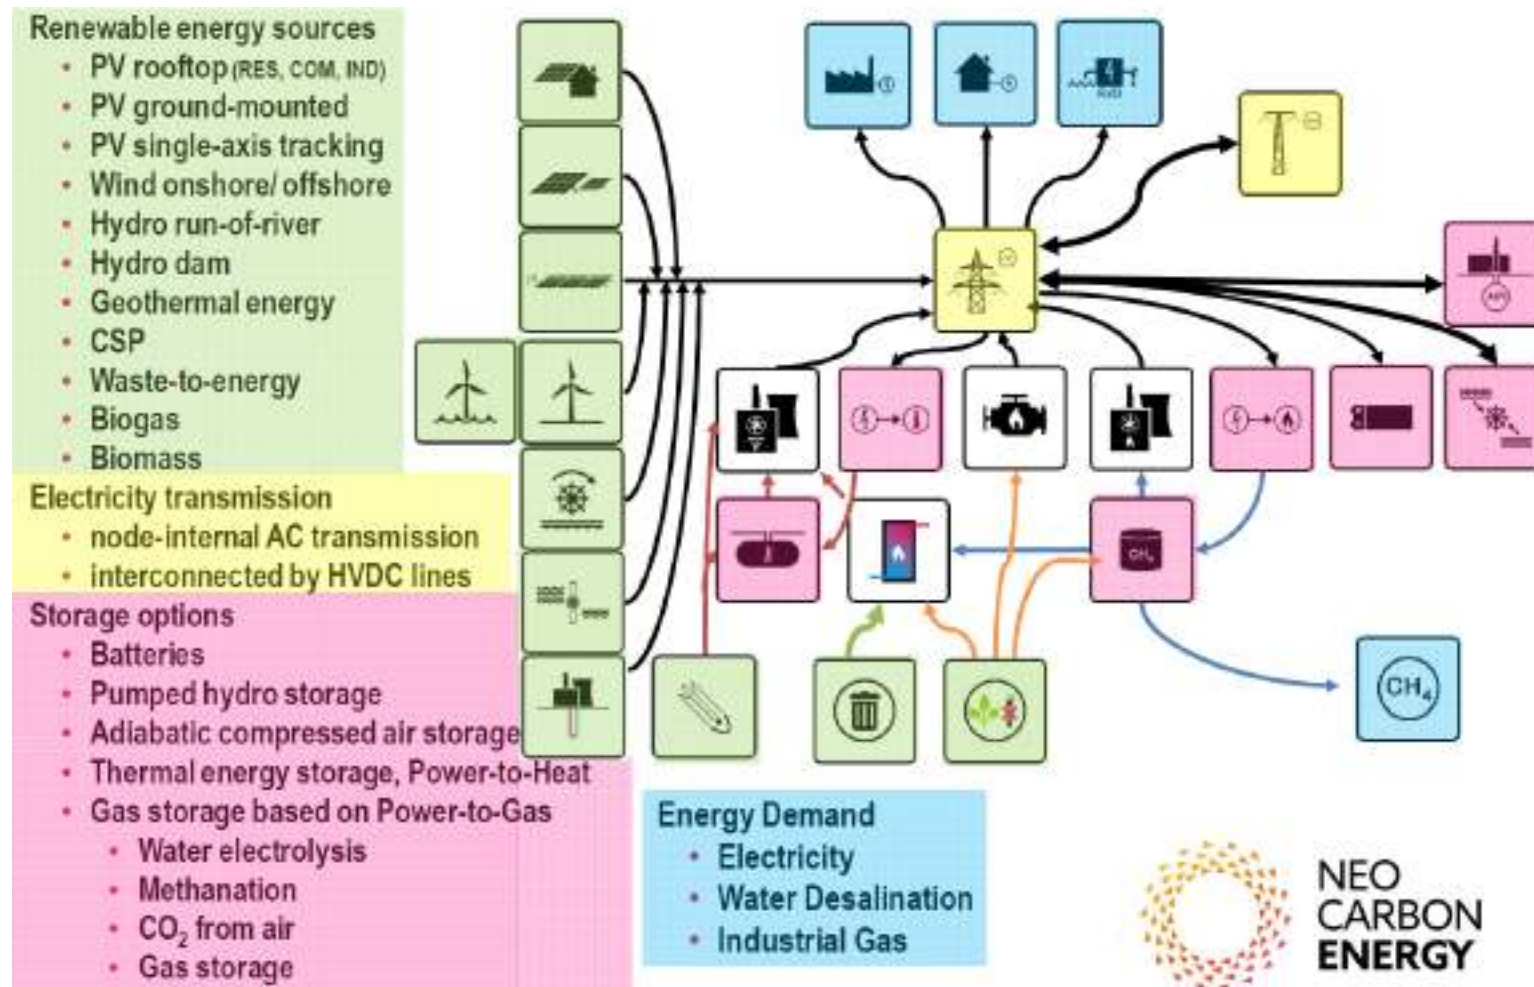 Renewable energy sources
• PV rooftop (RES, COM, IND)
• PV ground-mounted
• PV single-axis tracking
• Wind onshore/ offshore
• Hydro run-of-river
• Hydro dam
• Geothermal energy
• CSP
• Waste-to-energy
• Biogas
• Biomass
Electricity transmission
• node-internal AC transmission
• interconnected by HVDC lines
Storage options
• Batteries
• Pumped hydro storage
• Adiabatic compressed air storage
• Thermal energy storage, Power-to-Heat
• Gas storage based on Power-to-Gas
• Water electrolysis
• Methanation
• CO₂ from air
• Gas storage
CH₄
CH₄
Energy Demand
• Electricity
• Water Desalination
• Industrial Gas
NEO
CARBON
ENERGY